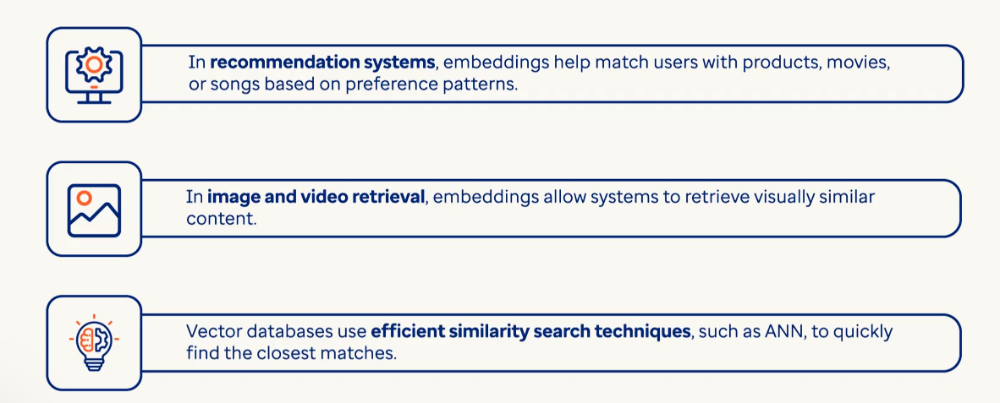 In recommendation systems, embeddings help match users with products, movies,
or songs based on preference patterns.
In image and video retrieval, embeddings allow systems to retrieve visually similar
content.
Vector databases use efficient similarity search techniques, such as ANN, to quickly
find the closest matches.